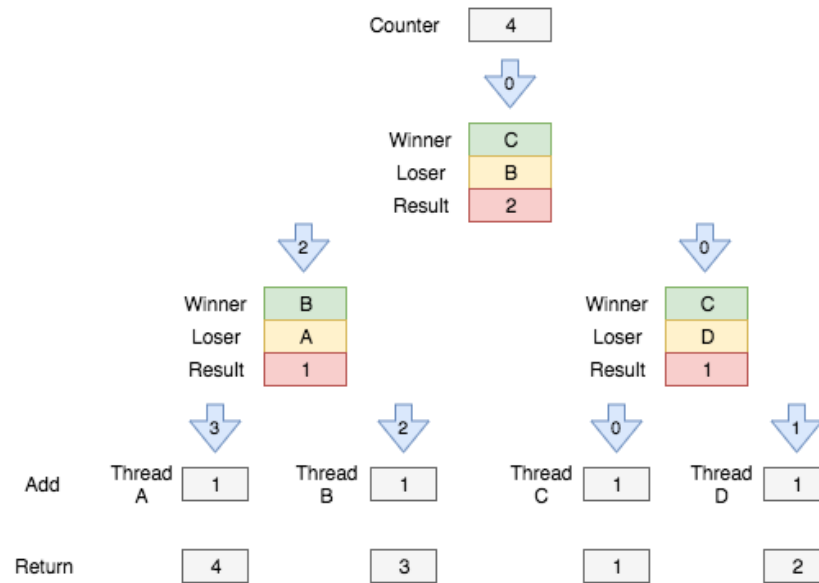 Counter 4
0
Winner C
Loser B
Result 2
2 0
Winner B Winner C
Loser A Loser D
Result 1 Result 1
3 2 0 1
Add Thread A 1 Thread B 1 Thread C 1 Thread D 1
Return 4 3 1 2